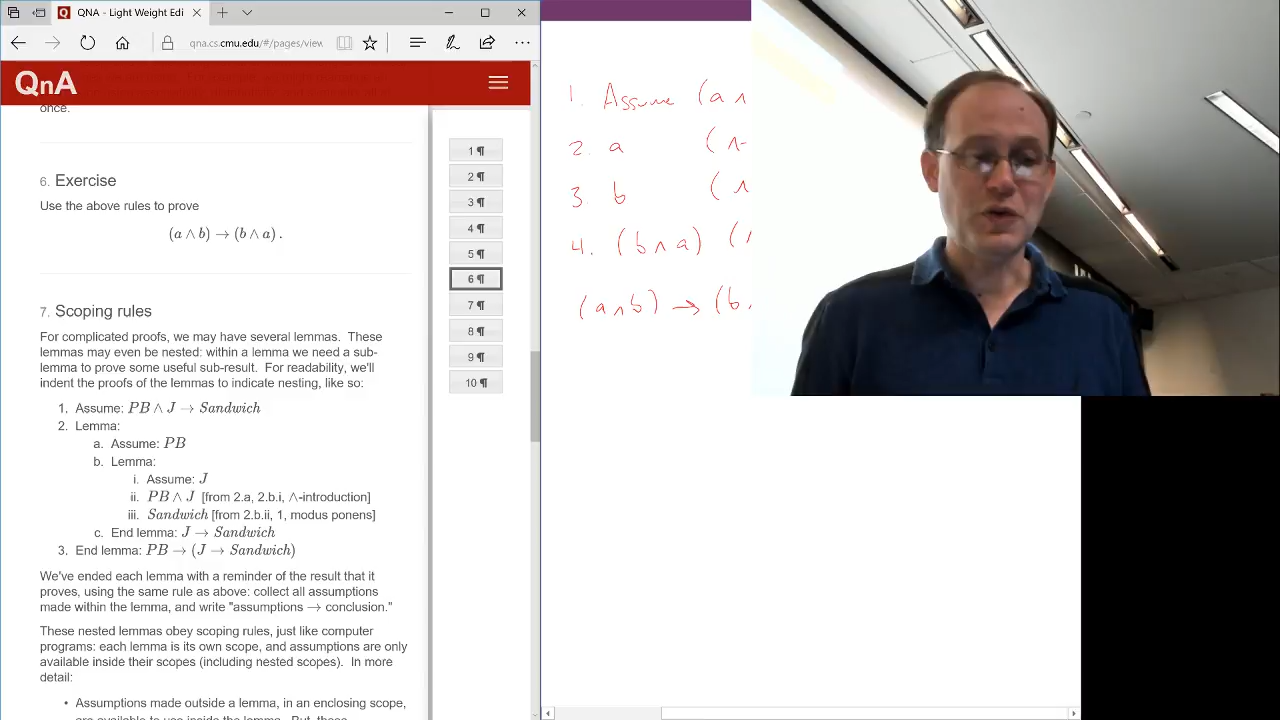 QNA - Light Weight Edi
qna.cs.cmu.edu/#/pages/view
QnA
once.
6. Exercise
Use the above rules to prove
(a ∧ b) → (b ∧ a) .
7. Scoping rules
For complicated proofs, we may have several lemmas. These
lemmas may even be nested: within a lemma we need a sub-
lemma to prove some useful sub-result. For readability, we'll
indent the proofs of the lemmas to indicate nesting, like so:
1. Assume: PB ∧ J → Sandwich
2. Lemma:
a. Assume: PB
b. Lemma:
i. Assume: J
ii. PB ∧ J [from 2.a, 2.b.i, ∧-introduction]
iii. Sandwich [from 2.b.ii, 1, modus ponens]
c. End lemma: J → Sandwich
3. End lemma: PB → (J → Sandwich)
We've ended each lemma with a reminder of the result that it
proves, using the same rule as above: collect all assumptions
made within the lemma, and write "assumptions → conclusion."
These nested lemmas obey scoping rules, just like computer
programs: each lemma is its own scope, and assumptions are only
available inside their scopes (including nested scopes). In more
detail:
• Assumptions made outside a lemma, in an enclosing scope,
are available to use inside the lemma. But, these
1 ¶
2 ¶
3 ¶
4 ¶
5 ¶
6 ¶
7 ¶
8 ¶
9 ¶
10 ¶
1. Assume (a ∧
2. a (∧-
3. b (∧
4. (b ∧ a) (∧
(a ∧ b) → (b